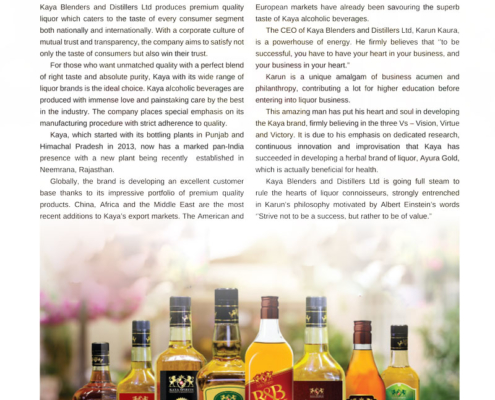 Kaya Blenders and Distillers Ltd produces premium quality
liquor which caters to the taste of every consumer segment
both nationally and internationally. With a corporate culture of
mutual trust and transparency, the company aims to satisfy not
only the taste of consumers but also win their trust.
For those who want unmatched quality with a perfect blend
of right taste and absolute purity, Kaya with its wide range of
liquor brands is the ideal choice. Kaya alcoholic beverages are
produced with immense love and painstaking care by the best
in the industry. The company places special emphasis on its
manufacturing procedure with strict adherence to quality.
Kaya, which started with its bottling plants in Punjab and
Himachal Pradesh in 2013, now has a marked pan-India
presence with a new plant being recently established in
Neemrana, Rajasthan.
Globally, the brand is developing an excellent customer
base thanks to its impressive portfolio of premium quality
products. China, Africa and the Middle East are the most
recent additions to Kaya's export markets. The American and
European markets have already been savouring the superb
taste of Kaya alcoholic beverages.
The CEO of Kaya Blenders and Distillers Ltd, Karun Kaura,
is a powerhouse of energy. He firmly believes that "to be
successful, you have to have your heart in your business, and
your business in your heart."
Karun is a unique amalgam of business acumen and
philanthropy, contributing a lot for higher education before
entering into liquor business.
This amazing man has put his heart and soul in developing
the Kaya brand, firmly believing in the three Vs – Vision, Virtue
and Victory. It is due to his emphasis on dedicated research,
continuous innovation and improvisation that Kaya has
succeeded in developing a herbal brand of liquor, Ayura Gold,
which is actually beneficial for health.
Kaya Blenders and Distillers Ltd is going full steam to
rule the hearts of liquor connoisseurs, strongly entrenched
in Karun's philosophy motivated by Albert Einstein's words
"Strive not to be a success, but rather to be of value."
R&B